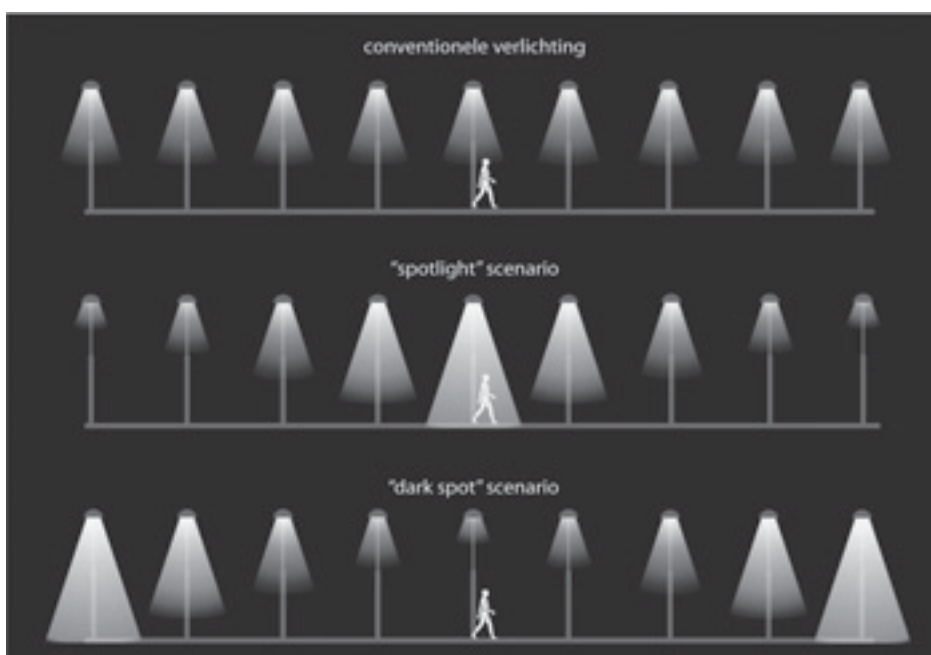 conventionele verlichting
“spotlight” scenario
“dark spot” scenario